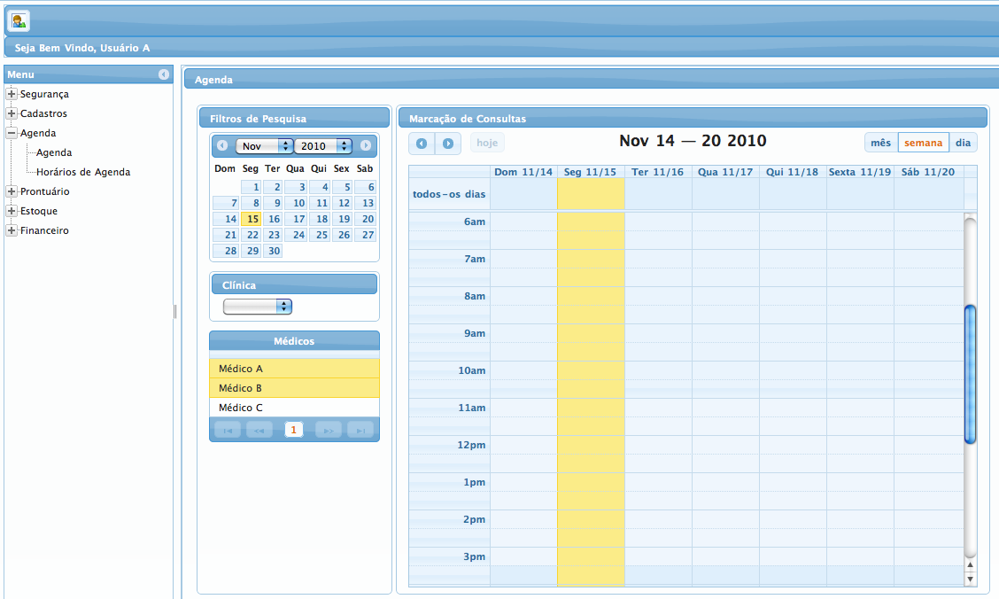 Seja Bem Vindo, Usuário A
Menu
Segurança
Cadastros
Agenda
Agenda
Horários de Agenda
Prontuário
Estoque
Financeiro
Agenda
Filtros de Pesquisa
Nov 2010
Dom Seg Ter Qua Qui Sex Sab
1 2 3 4 5 6
7 8 9 10 11 12 13
14 15 16 17 18 19 20
21 22 23 24 25 26 27
28 29 30
Clínica
Médicos
Médico A
Médico B
Médico C
1
Marcação de Consultas
hoje Nov 14 — 20 2010 mês semana dia
Dom 11/14 Seg 11/15 Ter 11/16 Qua 11/17 Qui 11/18 Sexta 11/19 Sáb 11/20
todos-os dias
6am
7am
8am
9am
10am
11am
12pm
1pm
2pm
3pm